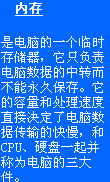 内存
是电脑的一个临时
存储器，它只负责
电脑数据的中转而
不能永久保存。它
的容量和处理速度
直接决定了电脑数
据传输的快慢，和
CPU、硬盘一起并
称为电脑的三大
件。